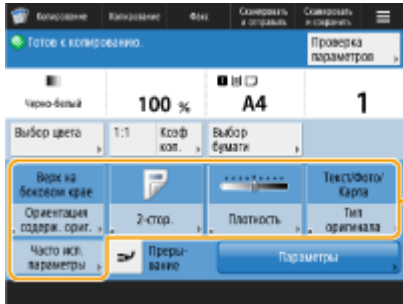 Копирование
Копирование
Факс
Сканировать
и отправить
Сканировать
и сохранить
Готов к копированию.
Проверка
параметров
Черно-белый
100 %
A4
1
Выбор цвета
1:1
Коэф
коп.
Выбор
бумаги
Верх на
боковом крае
Текст/Фото/
Карта
Ориентация
содерж. ориг.
2-стор.
Плотность
Тип
оригинала
Часто исп.
параметры
Преры-
вание
Параметры